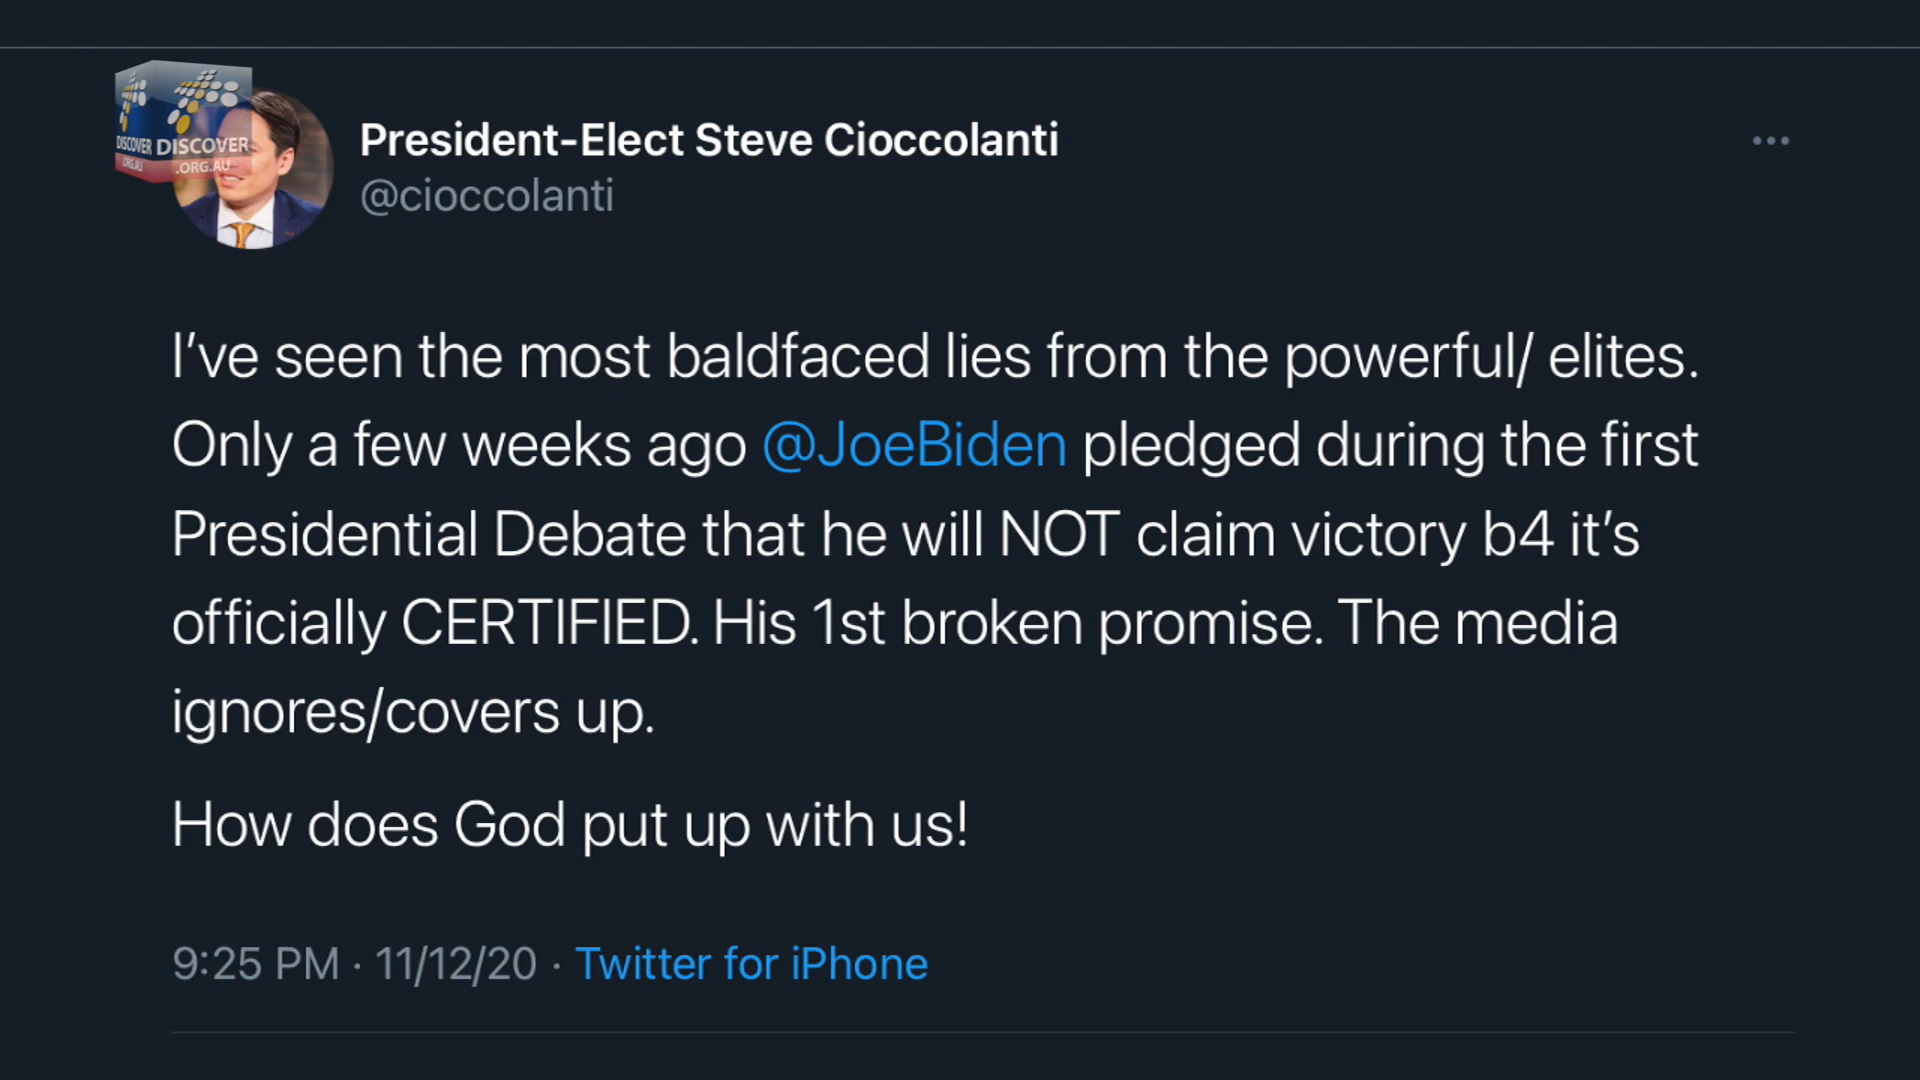 DISCOVER DISCOVER
.ORG.AU .ORG.AU
President-Elect Steve Cioccolanti
@cioccolanti
I’ve seen the most baldfaced lies from the powerful/ elites.
Only a few weeks ago @JoeBiden pledged during the first
Presidential Debate that he will NOT claim victory b4 it’s
officially CERTIFIED. His 1st broken promise. The media
ignores/covers up.
How does God put up with us!
9:25 PM · 11/12/20 · Twitter for iPhone